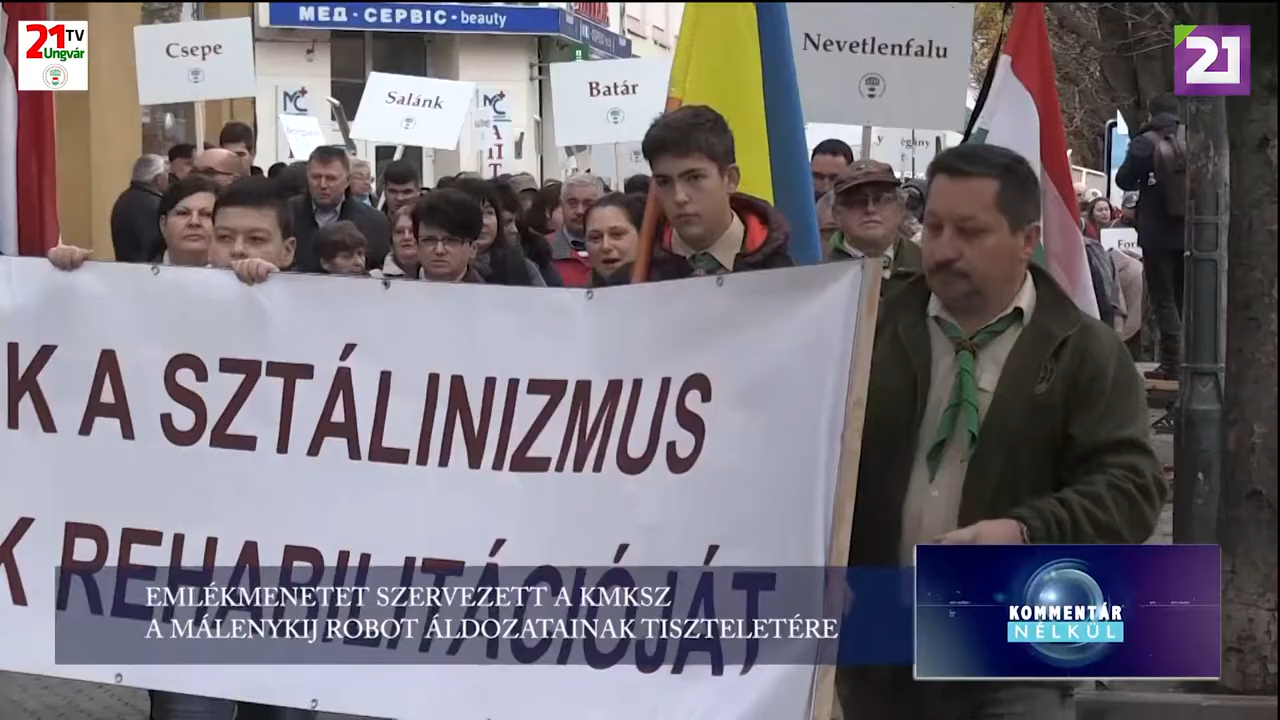 21 TV
Ungvár
МЕД · СЕРВІС · beauty
21
Csepe
Salánk
Batár
Nevetlenfalu
K A SZTÁLINIZMUS
K REHABILITÁCIÓJÁT
EMLÉKMENETET SZERVEZETT A KMKSZ
A MÁLENYKIJ ROBOT ÁLDOZATAINAK TISZTELETÉRE
KOMMENTÁR
NÉLKÜL